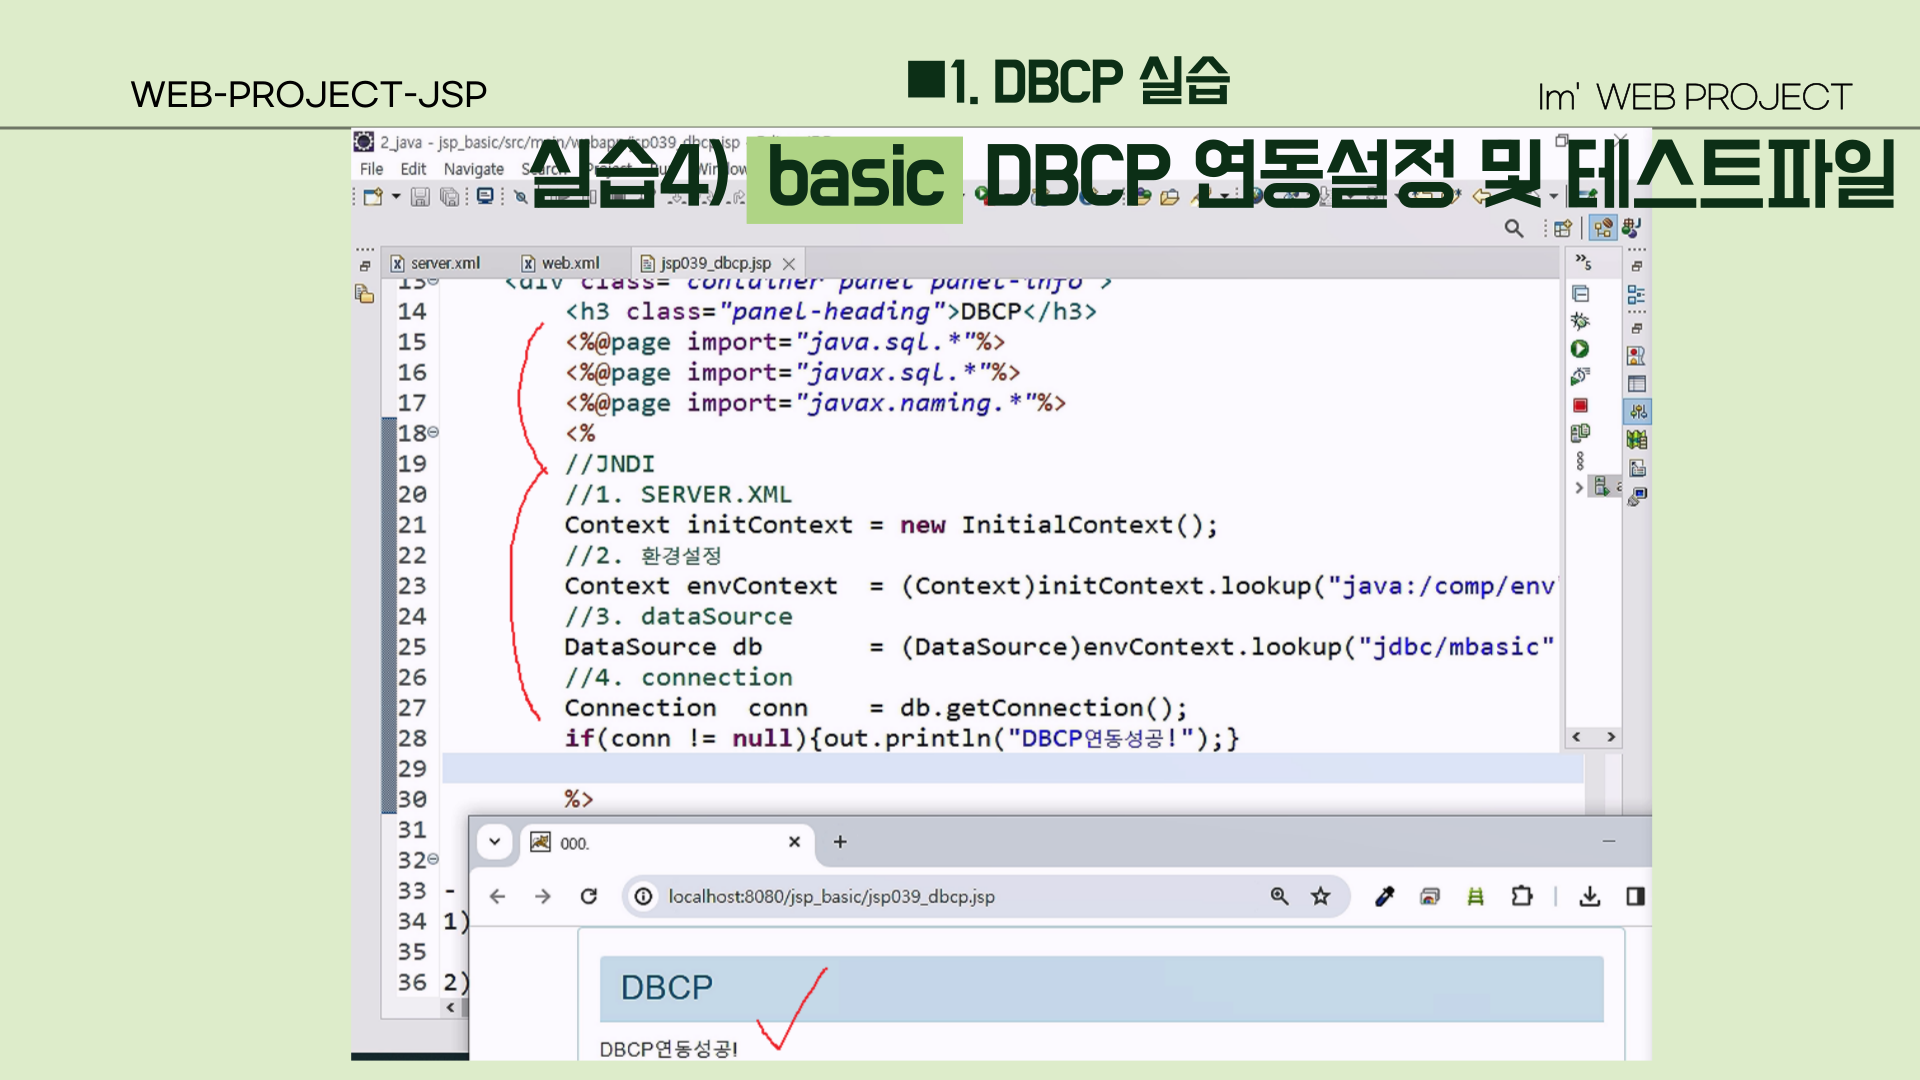 WEB-PROJECT-JSP
■1. DBCP 실습
Im' WEB PROJECT
실습4) basic DBCP 연동설정 및 테스트파일
2_java - jsp_basic/src/main/webapp/jsp039_dbcp.jsp
File Edit Navigate Search Project Run Window
server.xml web.xml jsp039_dbcp.jsp
13 <div class="container panel panel-info">
14 <h3 class="panel-heading">DBCP</h3>
15 <%@page import="java.sql.*"%>
16 <%@page import="javax.sql.*"%>
17 <%@page import="javax.naming.*"%>
18 <%
19 //JNDI
20 //1. SERVER.XML
21 Context initContext = new InitialContext();
22 //2. 환경설정
23 Context envContext = (Context)initContext.lookup("java:/comp/env
24 //3. dataSource
25 DataSource db = (DataSource)envContext.lookup("jdbc/mbasic"
26 //4. connection
27 Connection conn = db.getConnection();
28 if(conn != null){out.println("DBCP연동성공!");}
29
30 %>
31
32
33 -
34 1)
35
36 2)
000.
localhost:8080/jsp_basic/jsp039_dbcp.jsp
DBCP
DBCP연동성공!